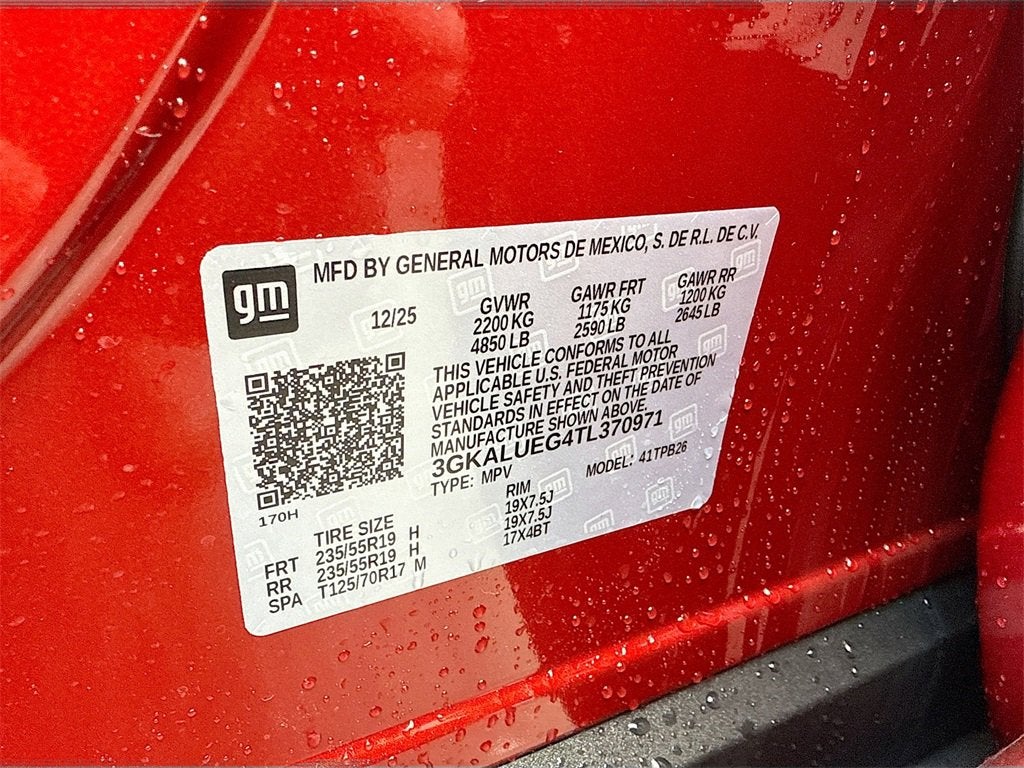 gm
MFD BY GENERAL MOTORS DE MEXICO, S. DE R.L. DE C.V.
12/25
GVWR
2200 KG
4850 LB
GAWR FRT
1175 KG
2590 LB
GAWR RR
1200 KG
2645 LB
THIS VEHICLE CONFORMS TO ALL
APPLICABLE U.S. FEDERAL MOTOR
VEHICLE SAFETY AND THEFT PREVENTION
STANDARDS IN EFFECT ON THE DATE OF
MANUFACTURE SHOWN ABOVE.
3GKALUEG4TL370971
TYPE: MPV MODEL: 41TPB26
170H
TIRE SIZE RIM
FRT 235/55R19 H 19X7.5J
RR 235/55R19 H 19X7.5J
SPA T125/70R17 M 17X4BT